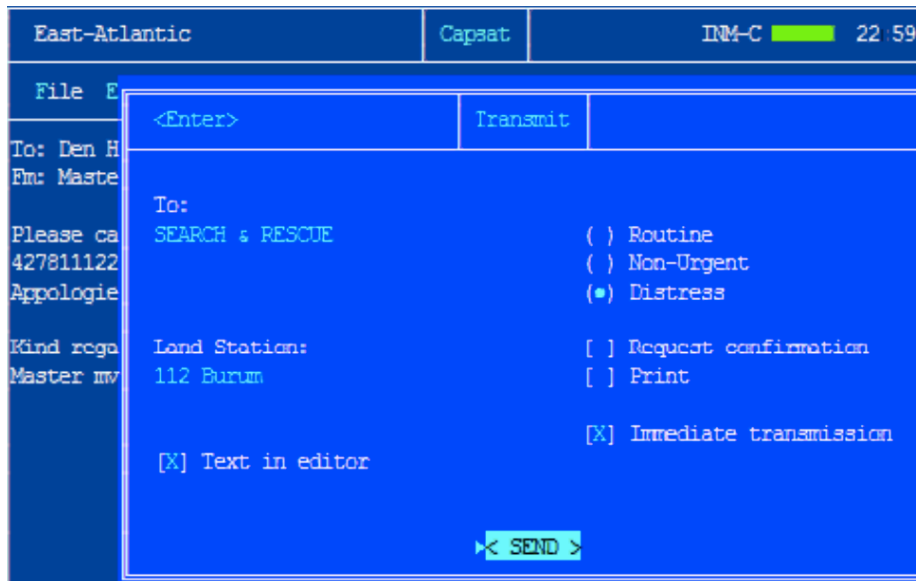 East-Atlantic Capsat INM-C 22:59
File E
<Enter> Transmit
To: Den H
Fm: Maste
To:
Please ca
SEARCH & RESCUE
( ) Routine
427811122
( ) Non-Urgent
Appologie
(•) Distress
Kind rega
Land Station:
[ ] Request confirmation
Master mv
112 Burum
[ ] Print
[X] Immediate transmission
[X] Text in editor
< SEND >